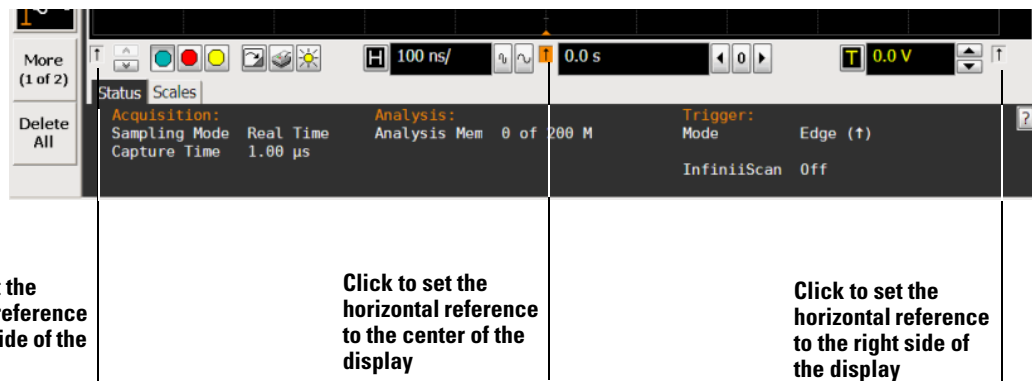 More
(1 of 2)
H 100 ns/ 0.0 s 0 T 0.0 V
Status Scales
Delete
All
Acquisition: Analysis: Trigger:
Sampling Mode Real Time Analysis Mem 0 of 200 M Mode Edge (↑)
Capture Time 1.00 µs
InfiniiScan Off
?
the
reference
ide of the
Click to set the
horizontal reference
to the center of the
display
Click to set the
horizontal reference
to the right side of
the display